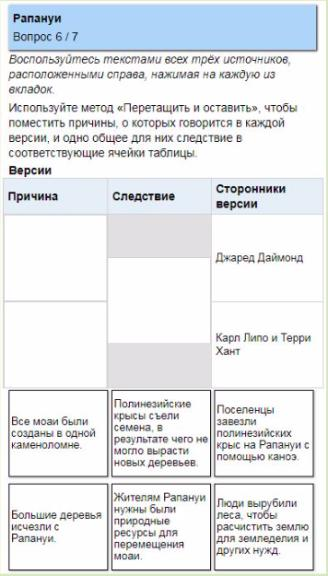 Рапануи
Вопрос 6 / 7
Воспользуйтесь текстами всех трёх источников,
расположенными справа, нажимая на каждую из
вкладок.
Используйте метод «Перетащить и оставить», чтобы
поместить причины, о которых говорится в каждой
версии, и одно общее для них следствие в
соответствующие ячейки таблицы.
Версии
Причина
Следствие
Сторонники
версии
Джаред Даймонд
Карл Липо и Терри
Хант
Все моаи были
созданы в одной
каменоломне.
Полинезийские
крысы съели
семена, в
результате чего не
могло вырасти
новых деревьев.
Поселенцы
завезли
полинезийских
крыс на Рапануи с
помощью каноэ.
Большие деревья
исчезли с
Рапануи.
Жителям Рапануи
нужны были
природные
ресурсы для
перемещения
моаи.
Люди вырубили
леса, чтобы
расчистить землю
для земледелия и
других нужд.